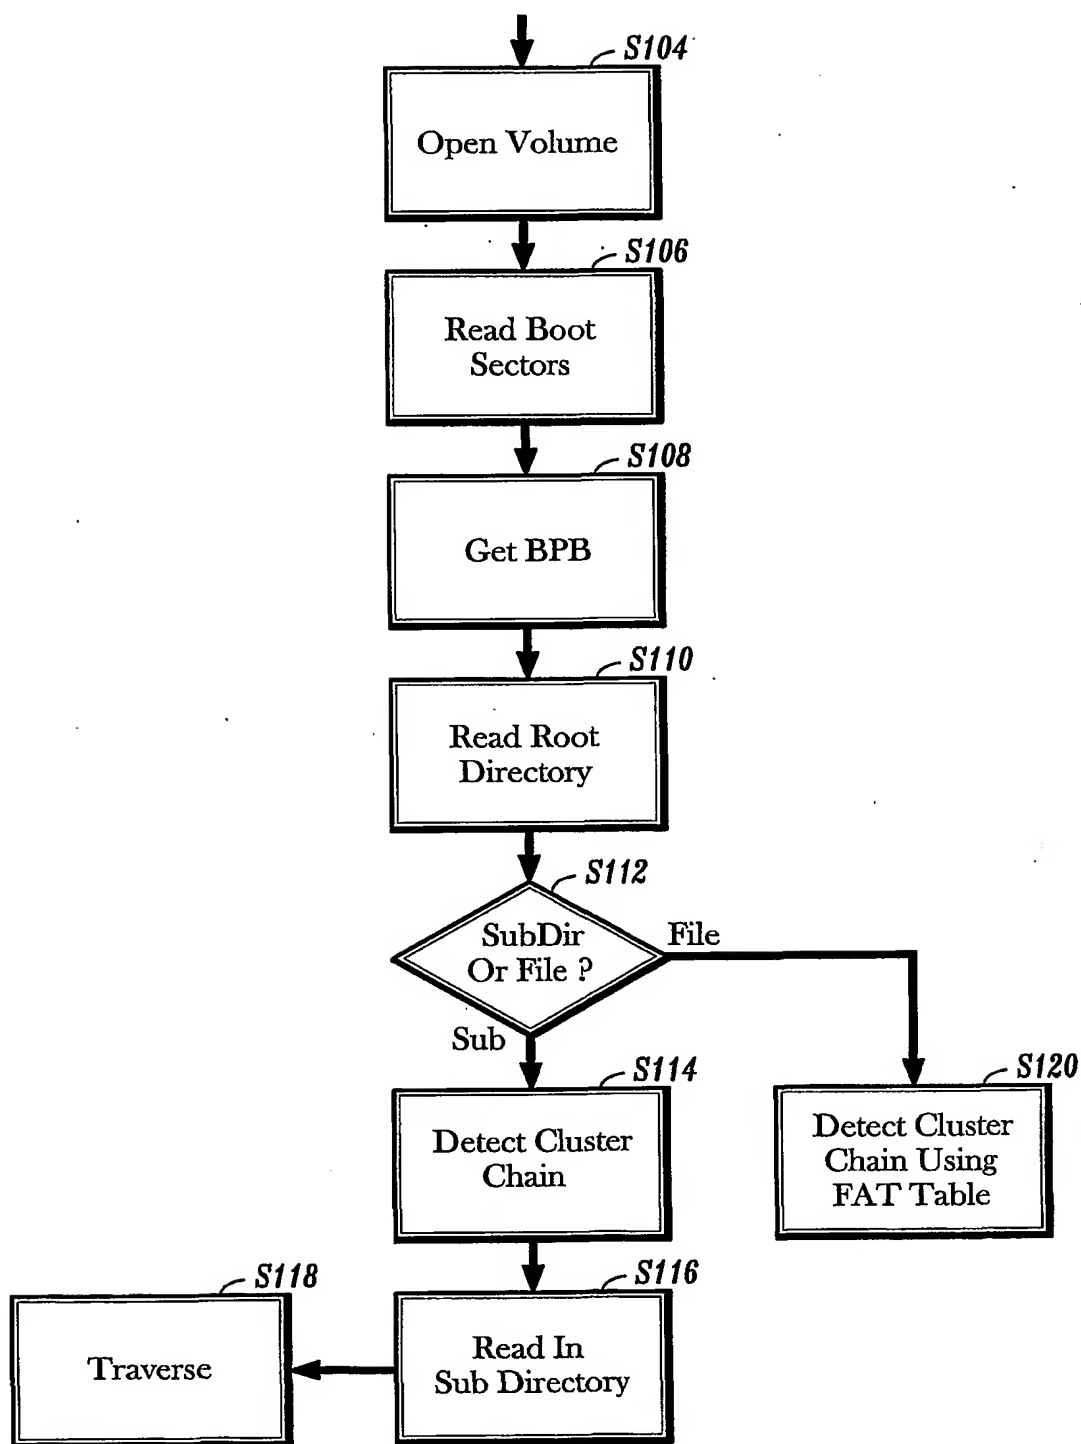 S104
Open Volume
S106
Read Boot
Sectors
S108
Get BPB
S110
Read Root
Directory
S112
SubDir
Or File ?
File
Sub
S114
Detect Cluster
Chain
S120
Detect Cluster
Chain Using
FAT Table
S116
Read In
Sub Directory
S118
Traverse